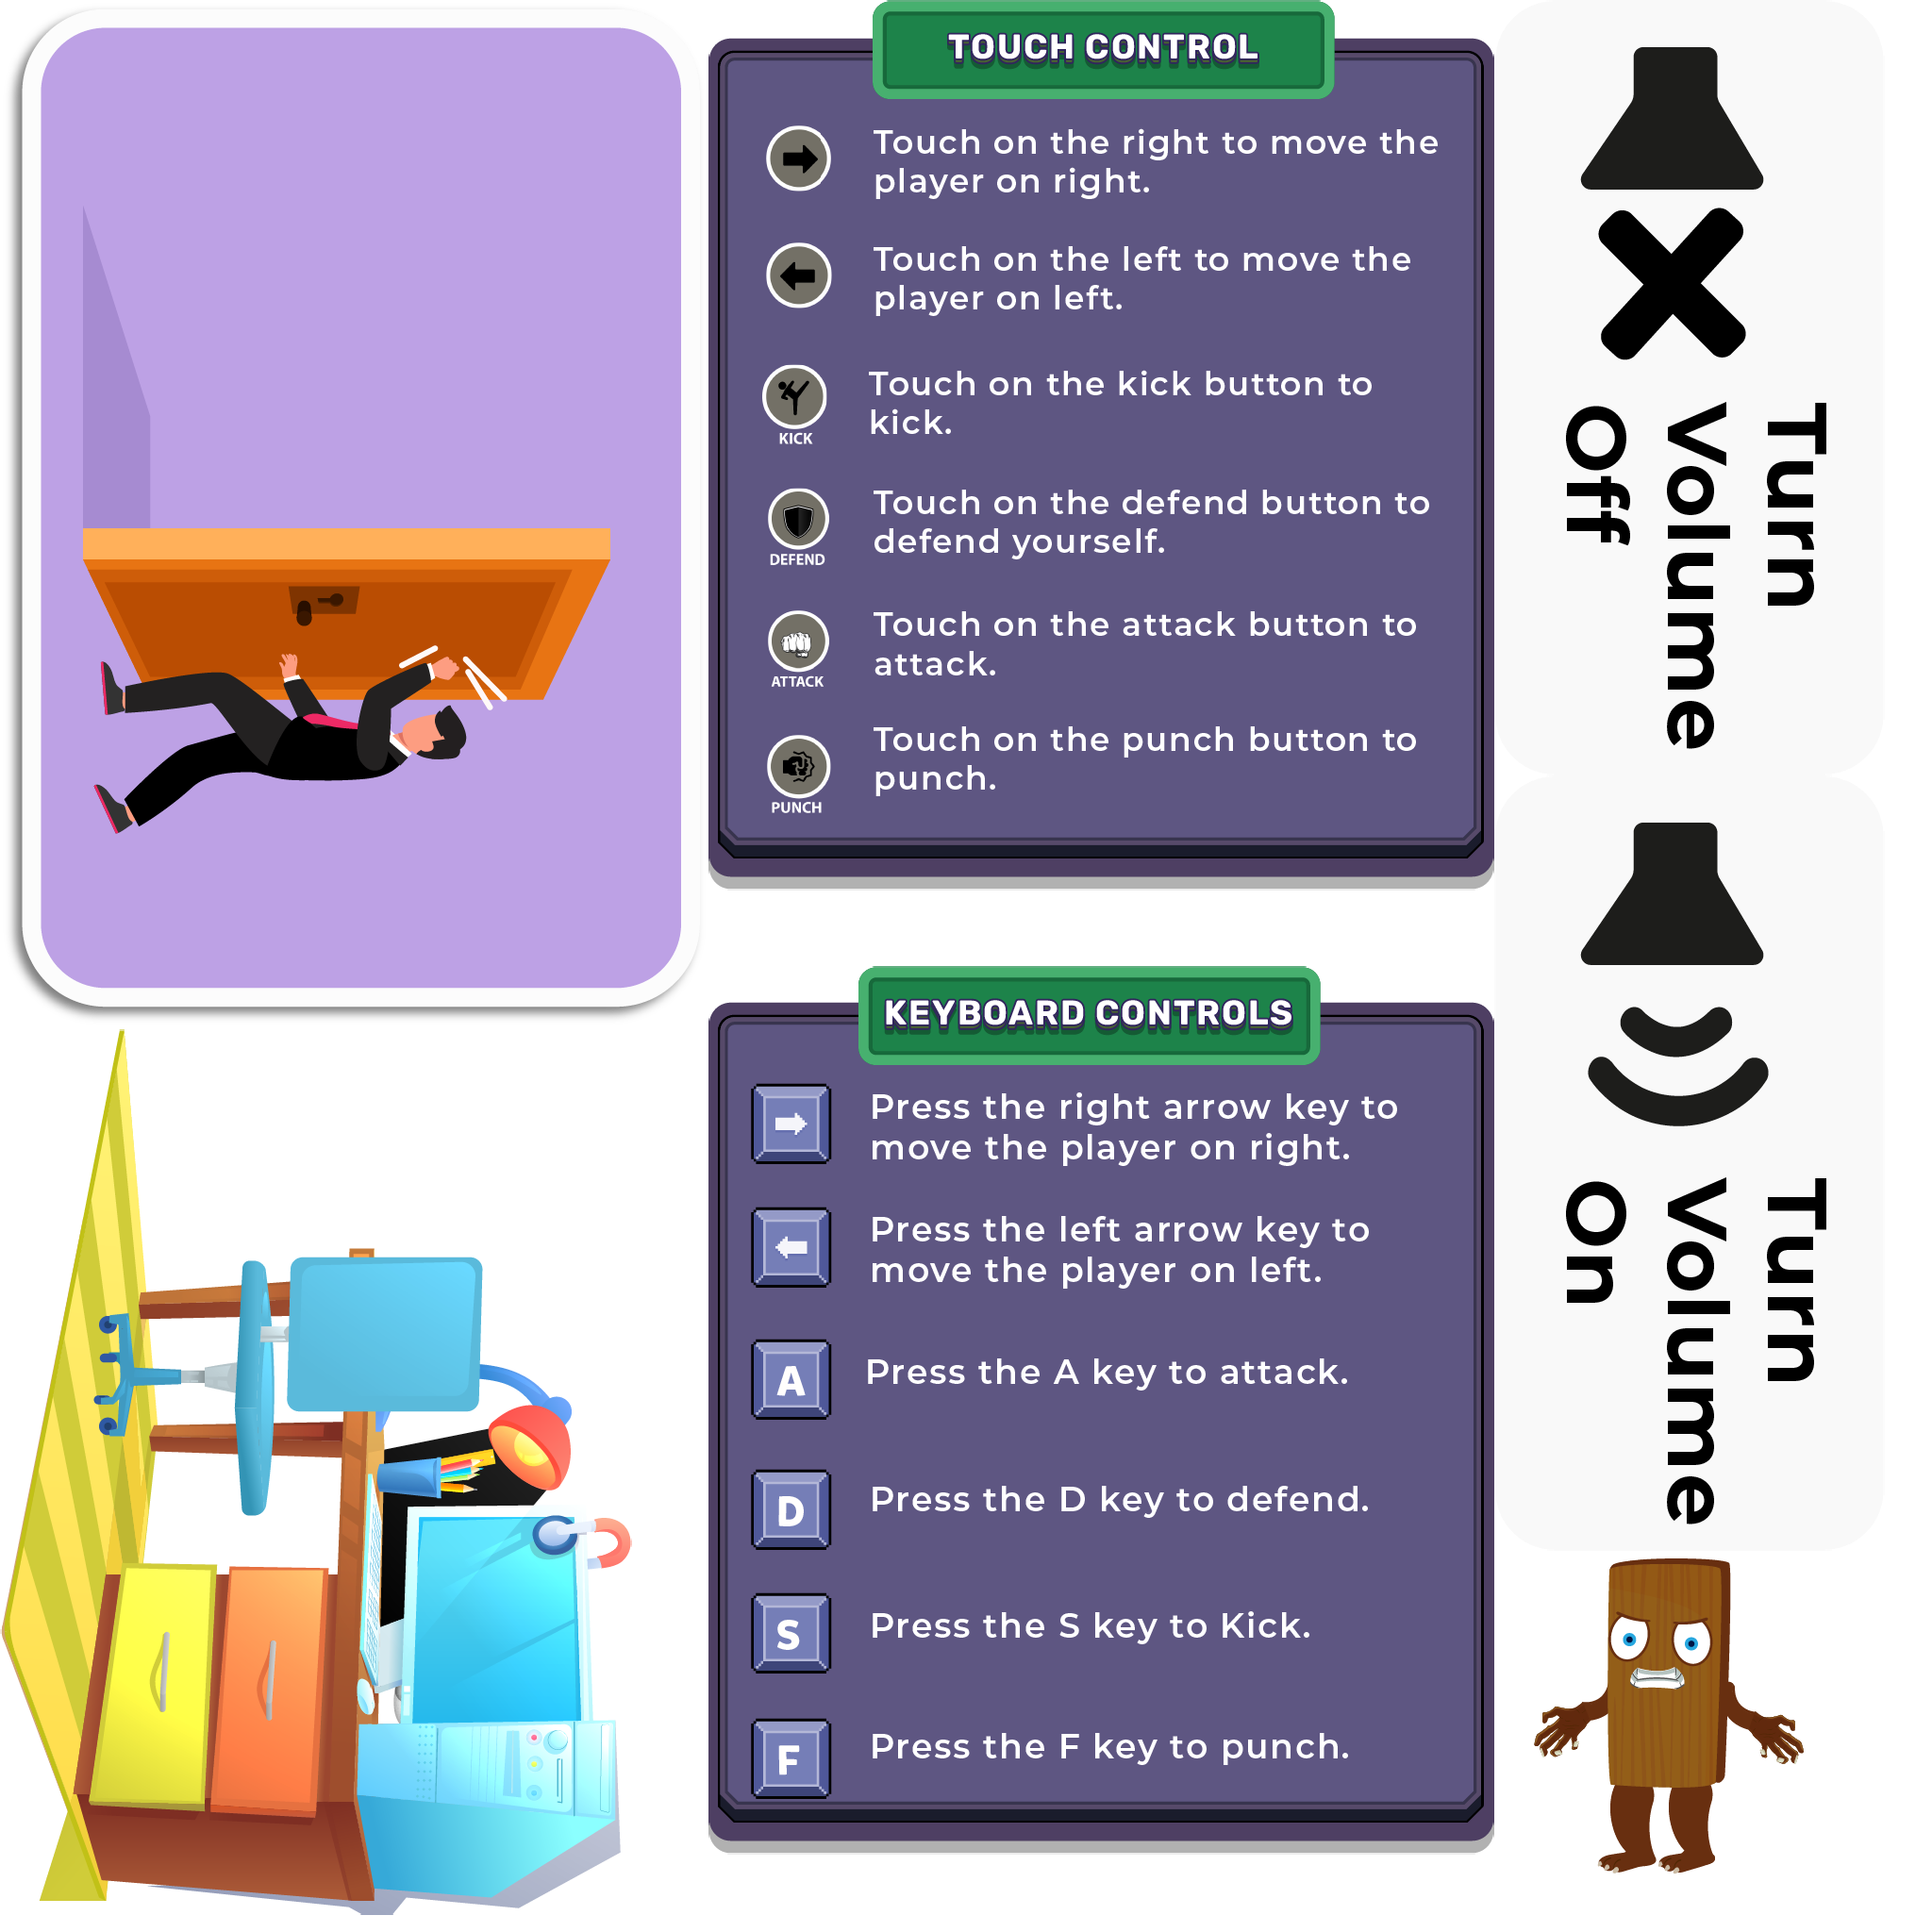 TOUCH CONTROL
Touch on the right to move the
player on right.
Touch on the left to move the
player on left.
Touch on the kick button to
kick.
KICK
Touch on the defend button to
defend yourself.
DEFEND
Touch on the attack button to
attack.
ATTACK
Touch on the punch button to
punch.
PUNCH
KEYBOARD CONTROLS
Press the right arrow key to
move the player on right.
Press the left arrow key to
move the player on left.
A
Press the A key to attack.
D
Press the D key to defend.
S
Press the S key to Kick.
F
Press the F key to punch.
Turn
Volume
Off
Turn
Volume
On